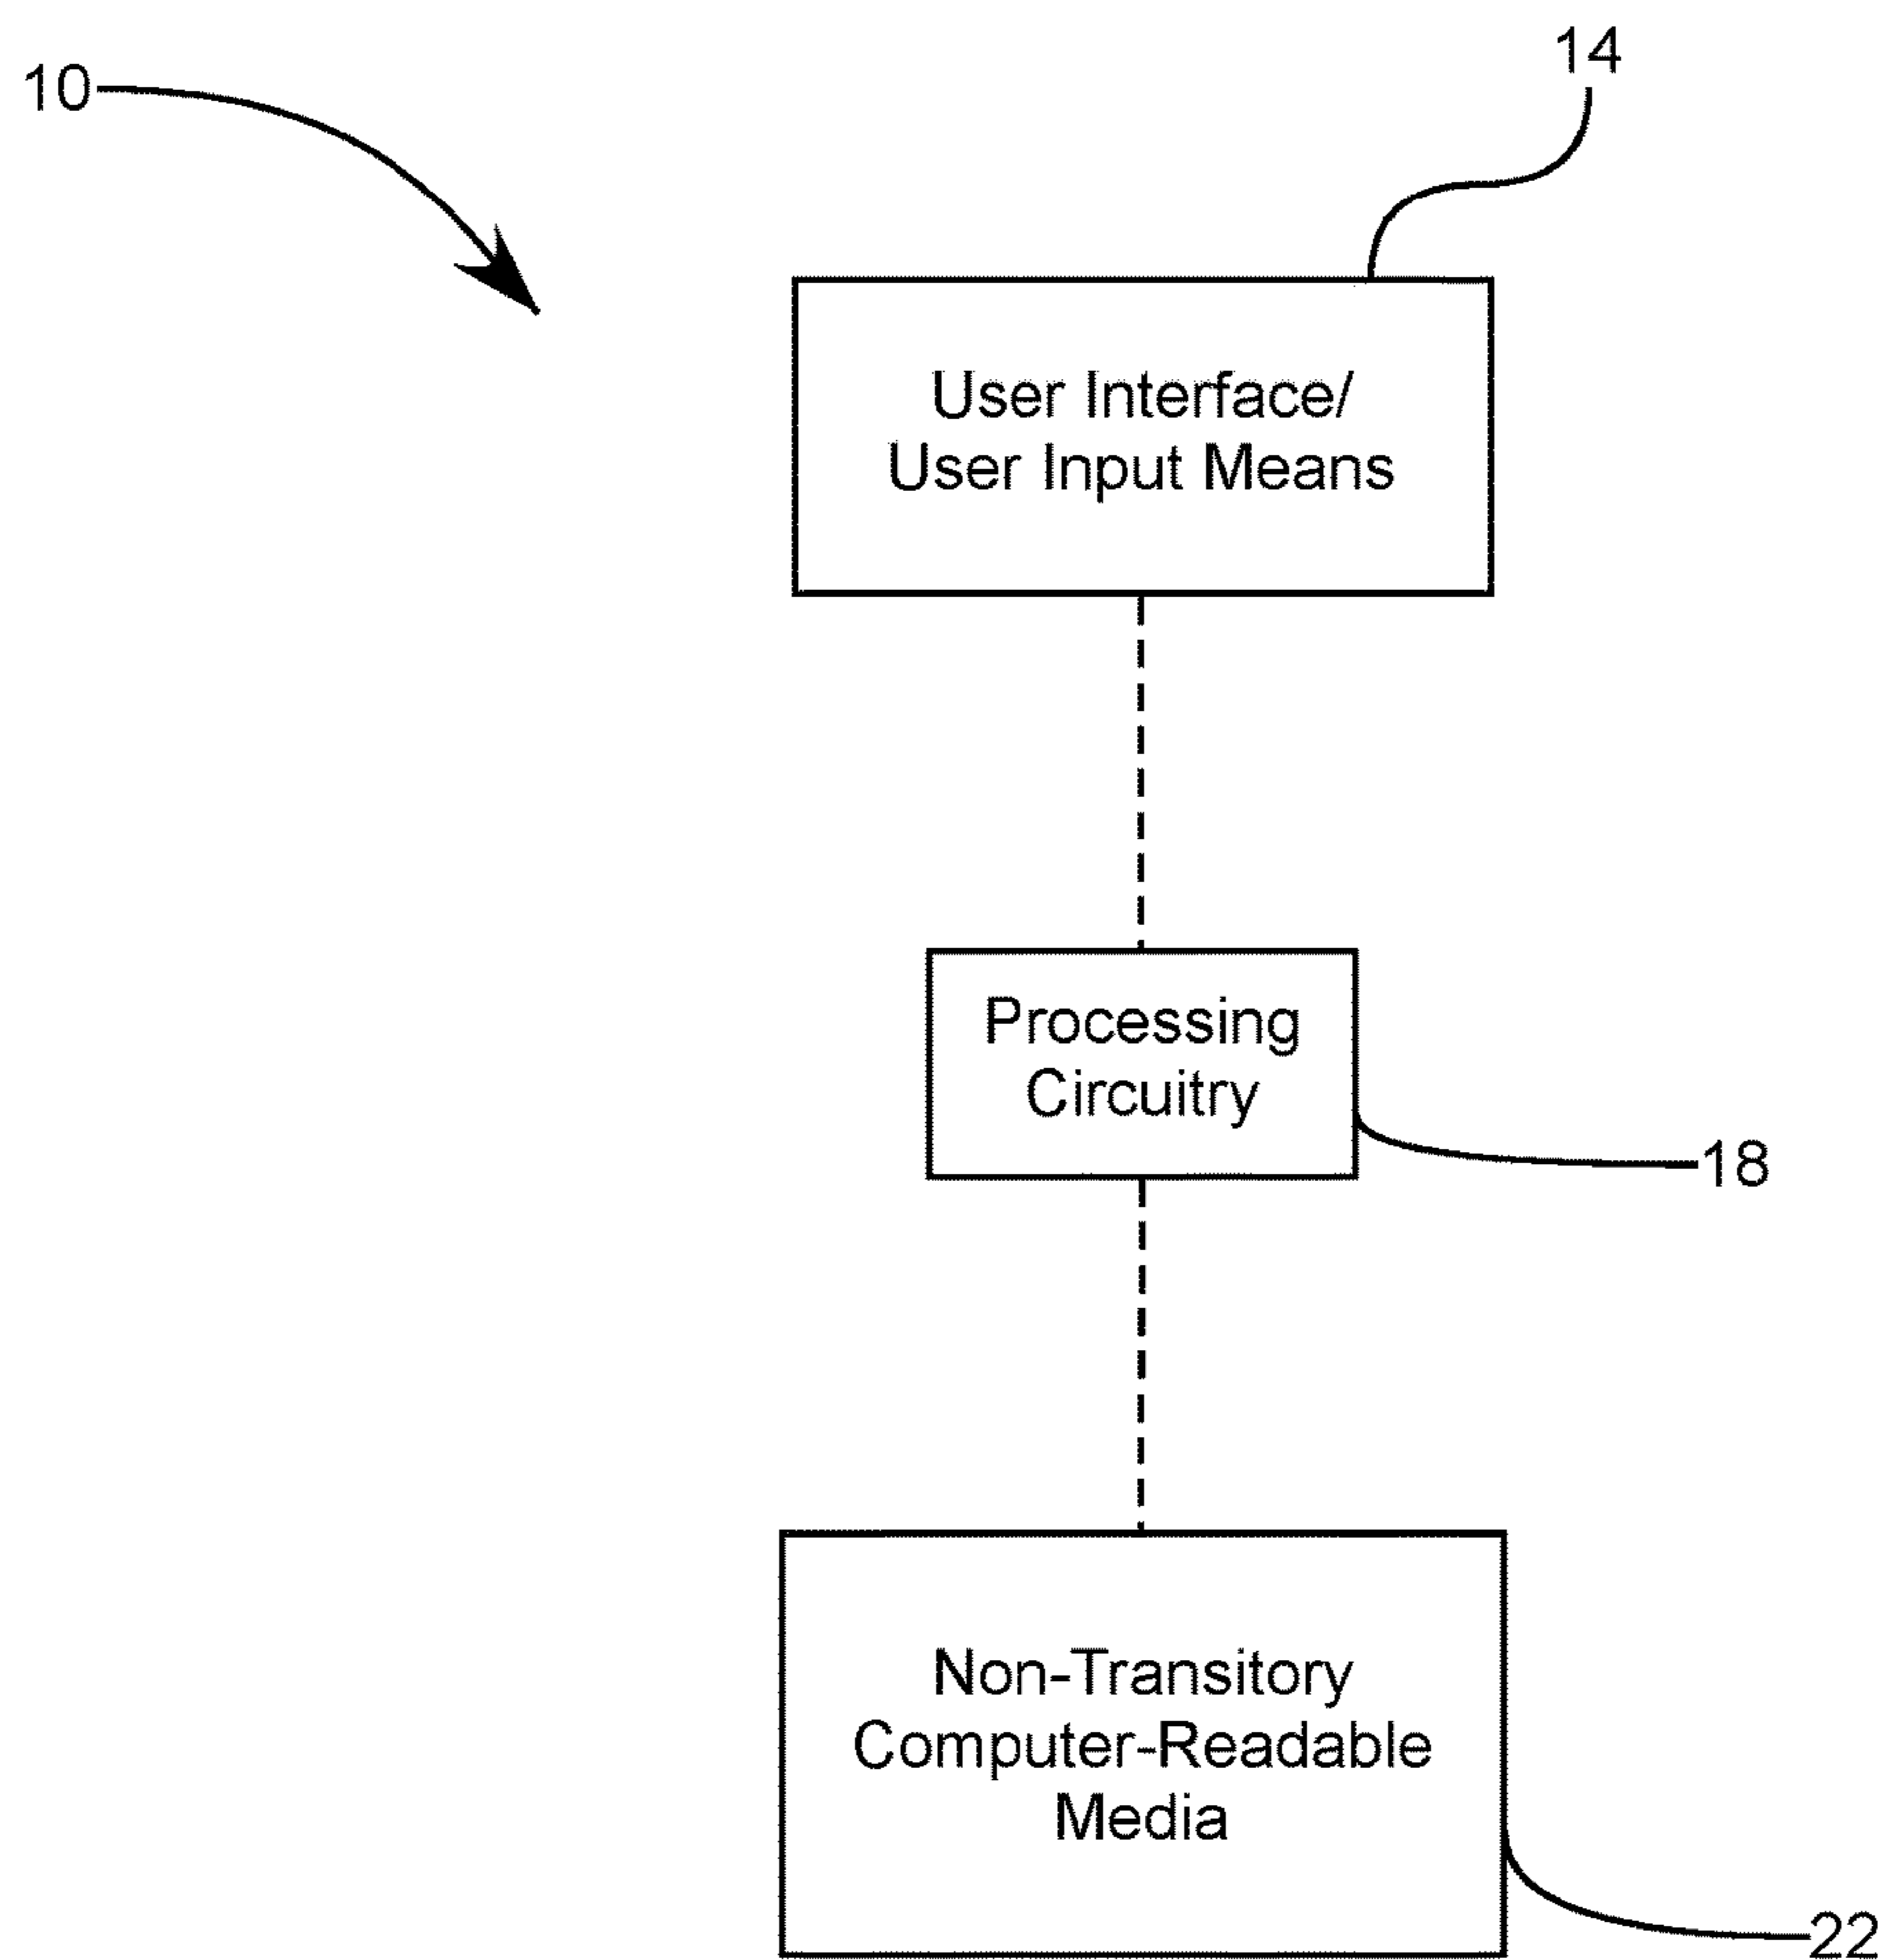 14
10
User Interface/
User Input Means
Processing
Circuitry
18
Non-Transitory
Computer-Readable
Media
22